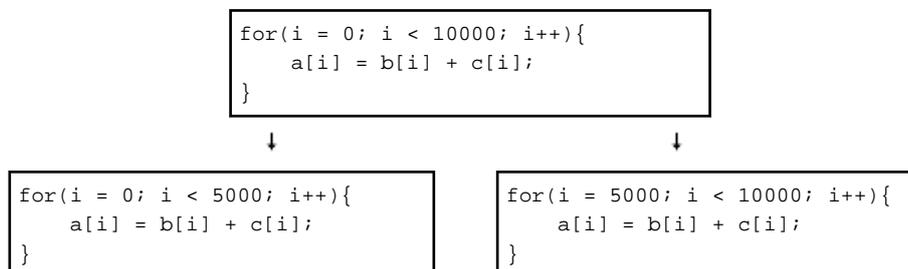 for(i = 0; i < 10000; i++){
    a[i] = b[i] + c[i];
}
for(i = 0; i < 5000; i++){
    a[i] = b[i] + c[i];
}
for(i = 5000; i < 10000; i++){
    a[i] = b[i] + c[i];
}